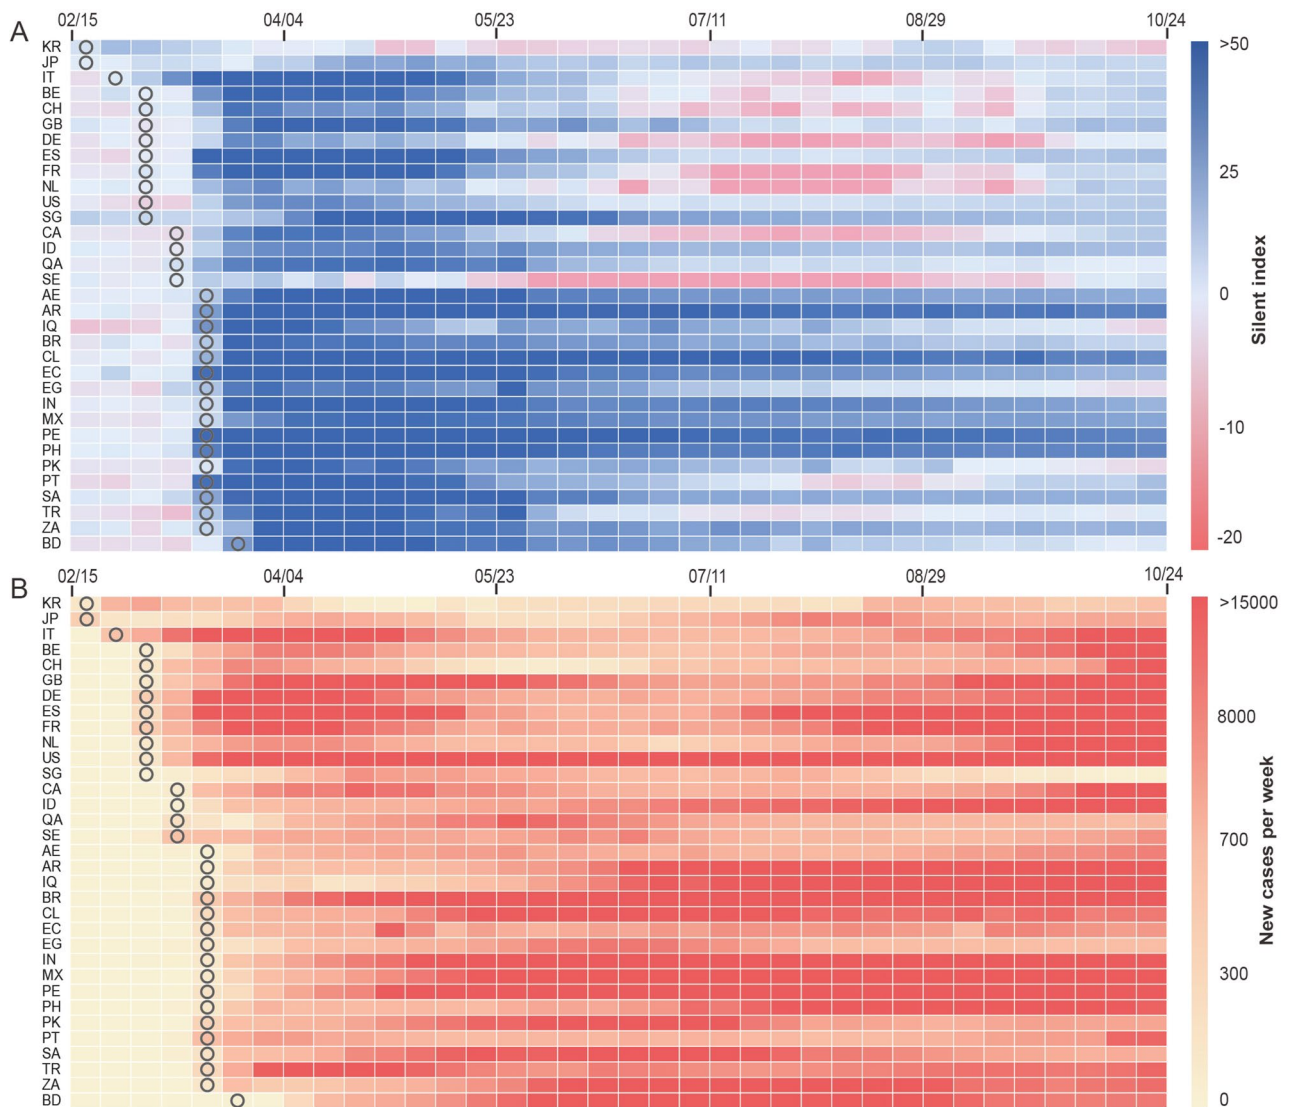 A
02/15 04/04 05/23 07/11 08/29 10/24
KR
JP
IT
BE
CH
GB
DE
ES
FR
NL
US
SG
CA
ID
QA
SE
AE
AR
IQ
BR
CL
EC
EG
IN
MX
PE
PH
PK
PT
SA
TR
ZA
BD
>50
25
0
-10
-20
Silent index
B
02/15 04/04 05/23 07/11 08/29 10/24
KR
JP
IT
BE
CH
GB
DE
ES
FR
NL
US
SG
CA
ID
QA
SE
AE
AR
IQ
BR
CL
EC
EG
IN
MX
PE
PH
PK
PT
SA
TR
ZA
BD
>15000
8000
700
300
0
New cases per week